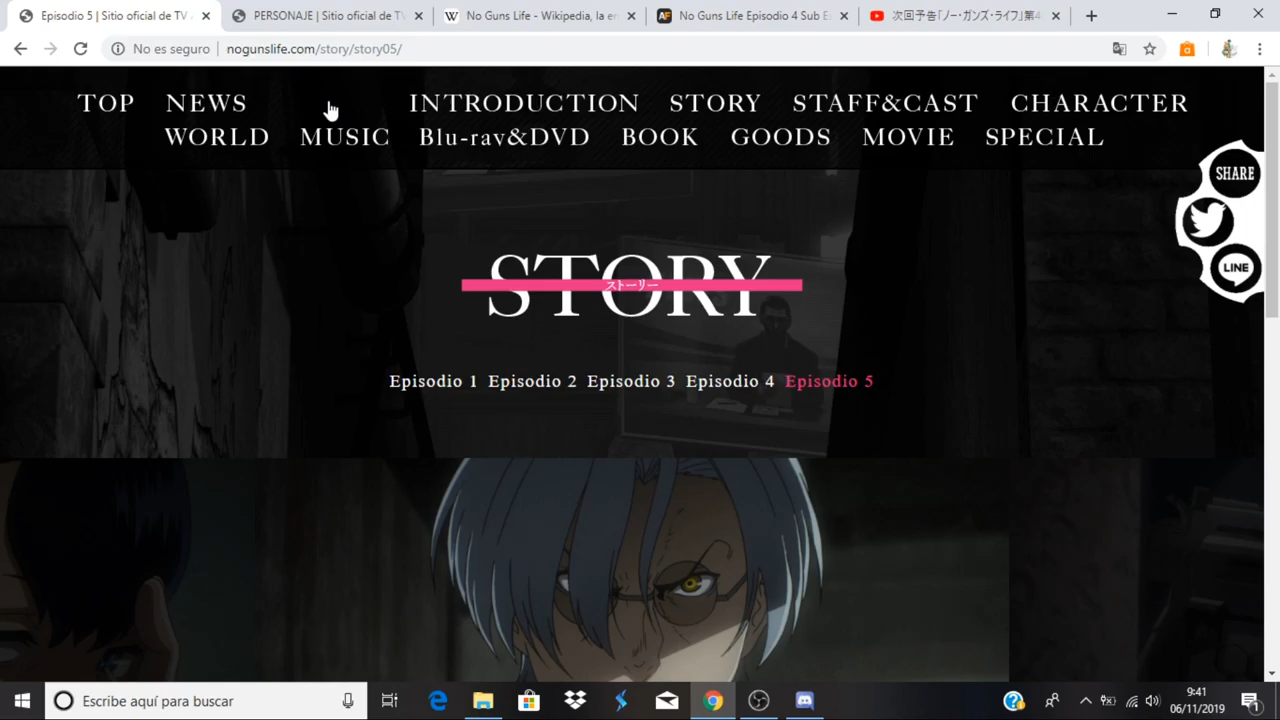 Episodio 5 | Sitio oficial de TV
PERSONAJE | Sitio oficial de T
No Guns Life - Wikipedia, la en
No Guns Life Episodio 4 Sub E
次回予告「ノー・ガンズ・ライフ」第4
No es seguro
nogunslife.com/story/story05/
TOP NEWS INTRODUCTION STORY STAFF&CAST CHARACTER
WORLD MUSIC Blu-ray&DVD BOOK GOODS MOVIE SPECIAL
SHARE
LINE
STORY
ストーリー
Episodio 1 Episodio 2 Episodio 3 Episodio 4 Episodio 5
Escribe aquí para buscar
9:41
06/11/2019